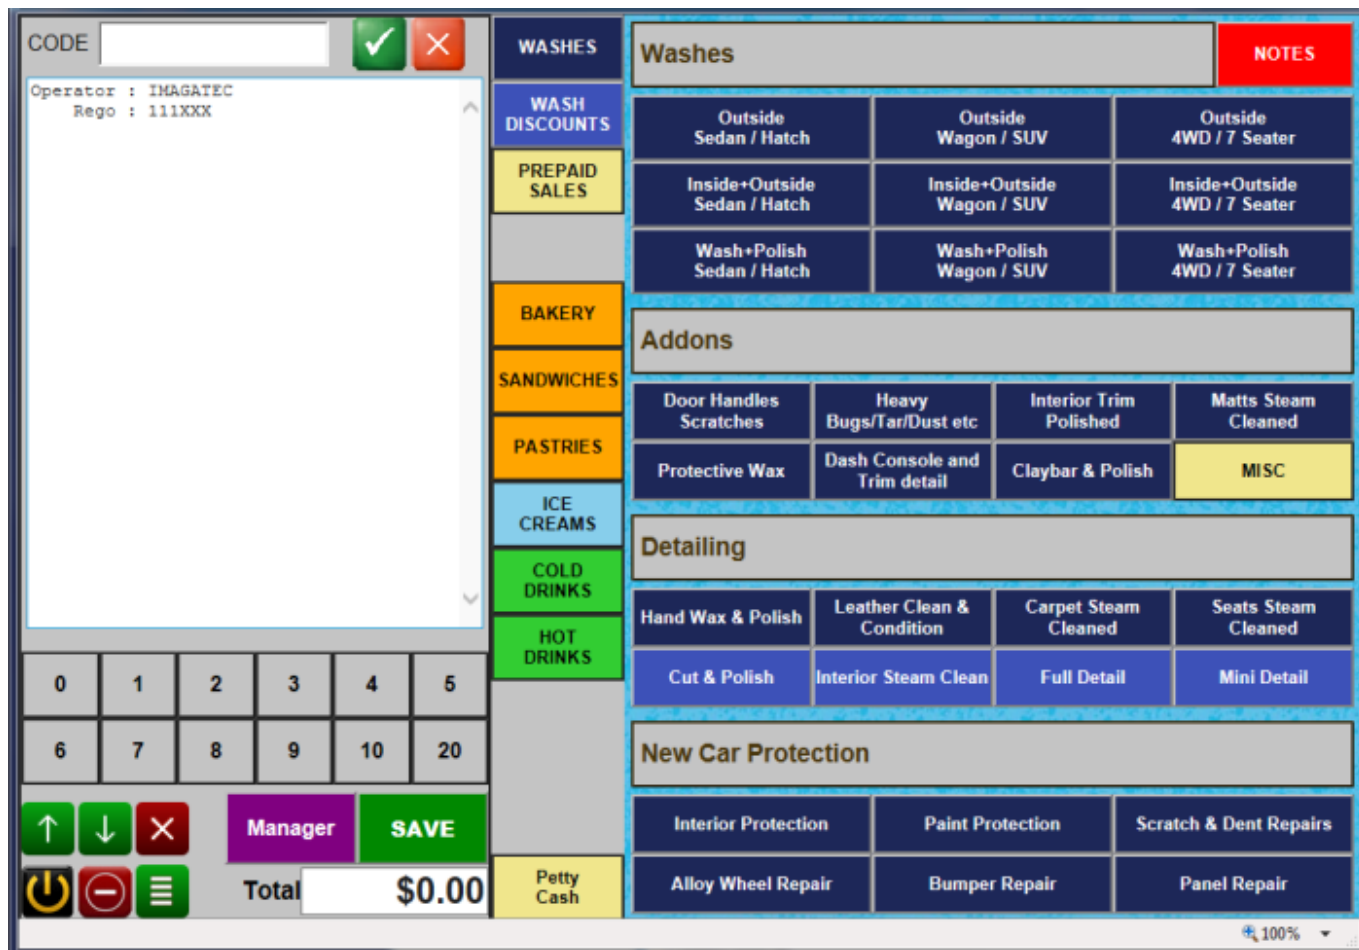 CODE
Operator : IMAGATEC
Rego : 111XXX
0 1 2 3 4 5
6 7 8 9 10 20
Manager
SAVE
Total $0.00
WASHES
WASH
DISCOUNTS
PREPAID
SALES
BAKERY
SANDWICHES
PASTRIES
ICE
CREAMS
COLD
DRINKS
HOT
DRINKS
Petty
Cash
Washes
NOTES
Outside
Sedan / Hatch
Outside
Wagon / SUV
Outside
4WD / 7 Seater
Inside+Outside
Sedan / Hatch
Inside+Outside
Wagon / SUV
Inside+Outside
4WD / 7 Seater
Wash+Polish
Sedan / Hatch
Wash+Polish
Wagon / SUV
Wash+Polish
4WD / 7 Seater
Addons
Door Handles
Scratches
Heavy
Bugs/Tar/Dust etc
Interior Trim
Polished
Matts Steam
Cleaned
Protective Wax
Dash Console and
Trim detail
Claybar & Polish
MISC
Detailing
Hand Wax & Polish
Leather Clean &
Condition
Carpet Steam
Cleaned
Seats Steam
Cleaned
Cut & Polish
Interior Steam Clean
Full Detail
Mini Detail
New Car Protection
Interior Protection
Paint Protection
Scratch & Dent Repairs
Alloy Wheel Repair
Bumper Repair
Panel Repair
100%